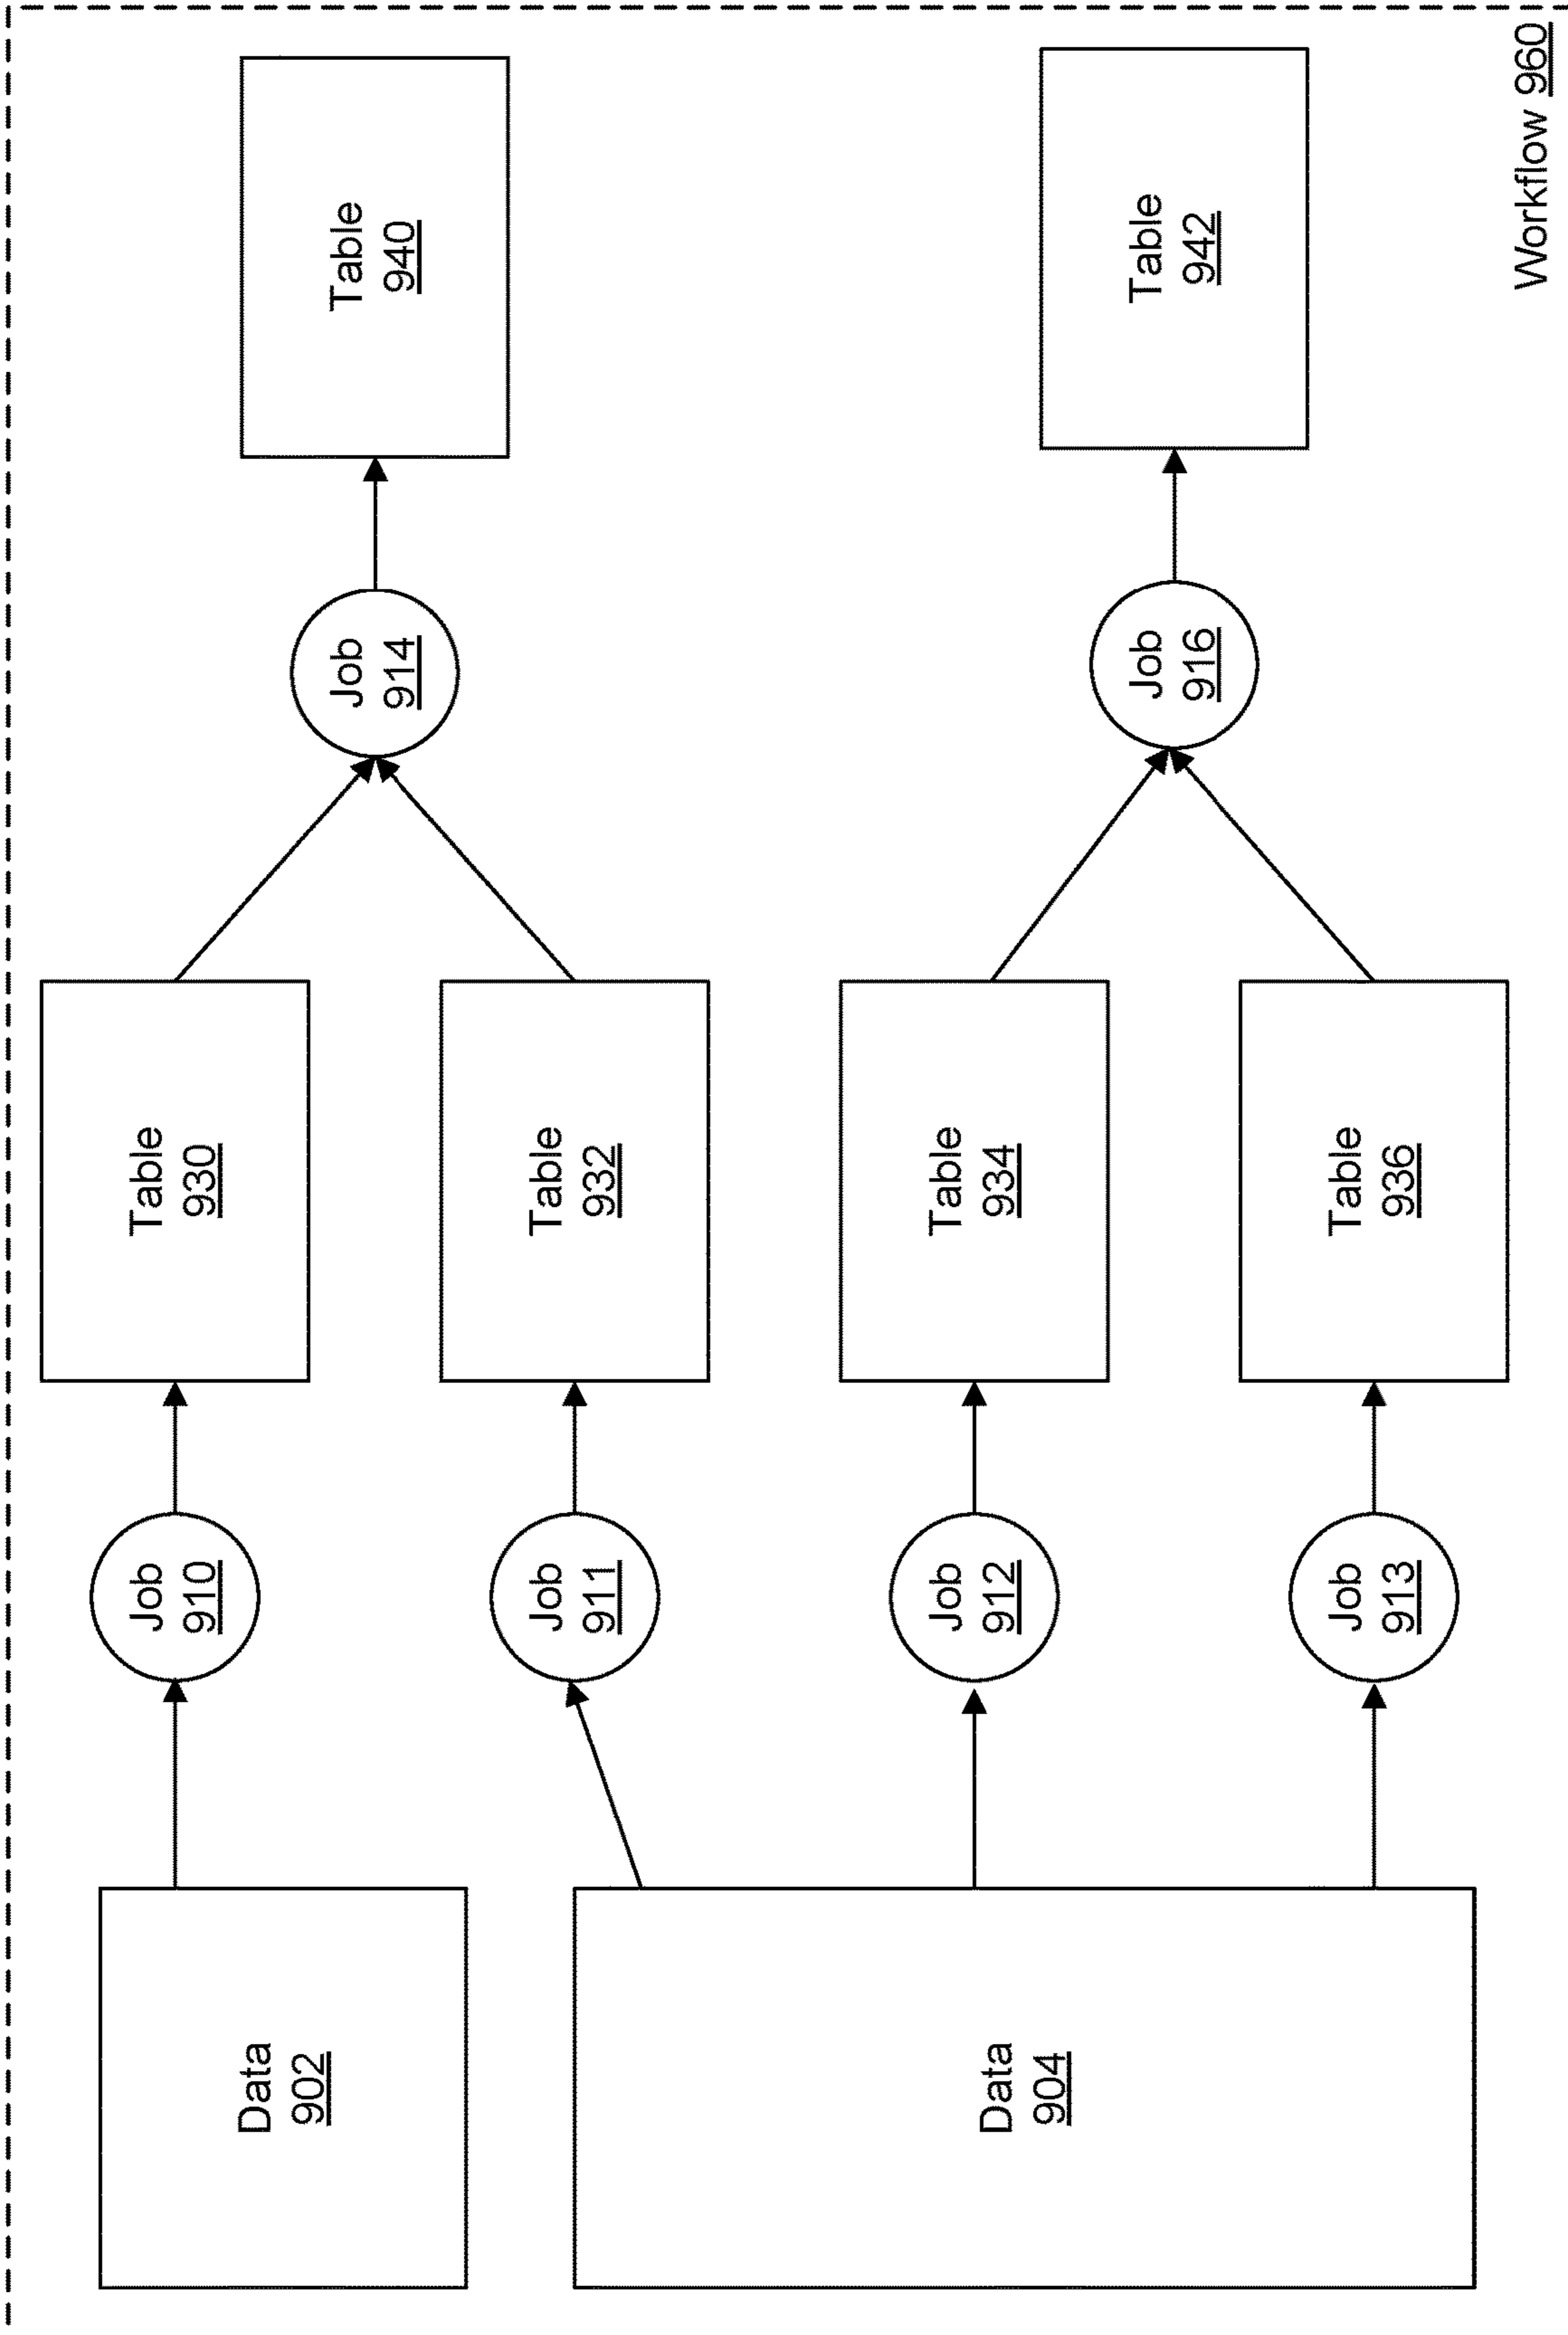 Data
902
Data
904
Job
910
Job
911
Job
912
Job
913
Table
930
Table
932
Table
934
Table
936
Job
914
Job
916
Table
940
Table
942
Workflow 960